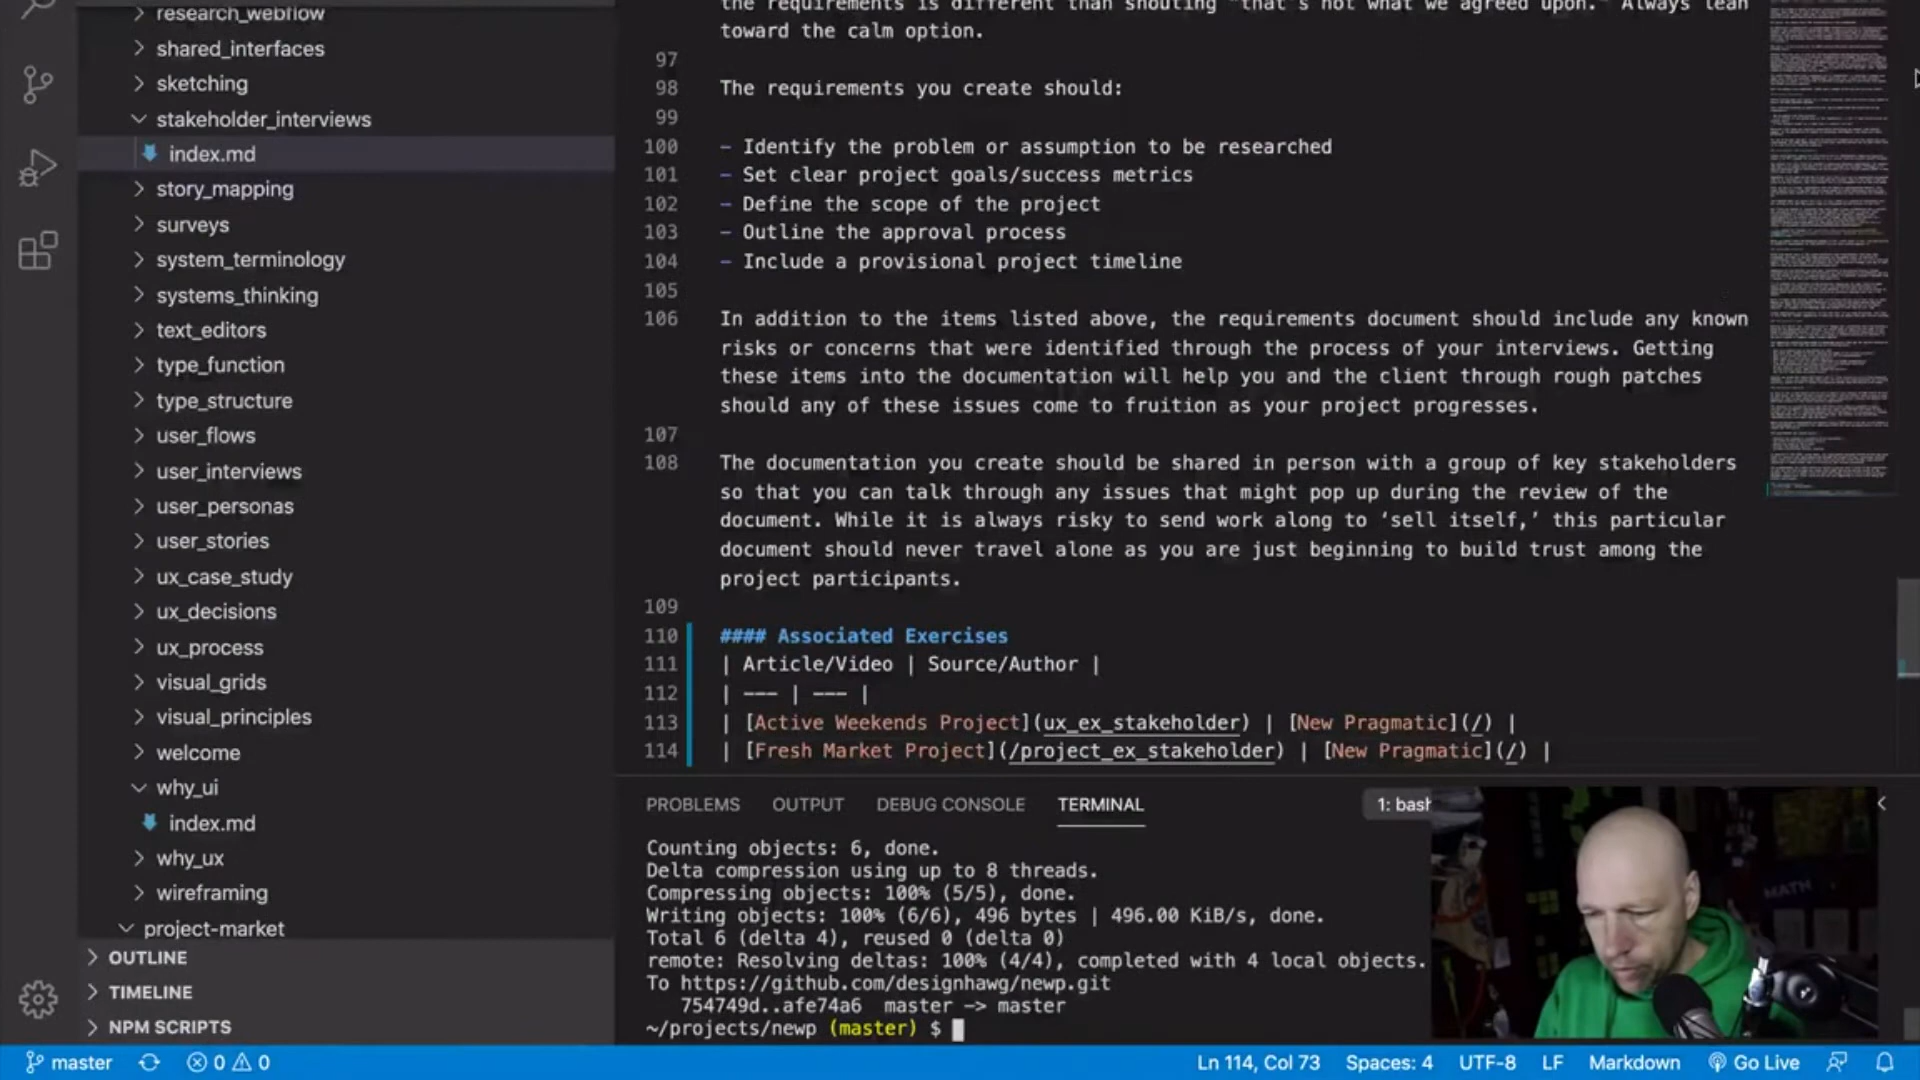 research_webflow
shared_interfaces
sketching
stakeholder_interviews
index.md
story_mapping
surveys
system_terminology
systems_thinking
text_editors
type_function
type_structure
user_flows
user_interviews
user_personas
user_stories
ux_case_study
ux_decisions
ux_process
visual_grids
visual_principles
welcome
why_ui
index.md
why_ux
wireframing
project-market
OUTLINE
TIMELINE
NPM SCRIPTS
the requirements is different than shouting "that's not what we agreed upon." Always lean
toward the calm option.
97
98 The requirements you create should:
99
100 - Identify the problem or assumption to be researched
101 - Set clear project goals/success metrics
102 - Define the scope of the project
103 - Outline the approval process
104 - Include a provisional project timeline
105
106 In addition to the items listed above, the requirements document should include any known
risks or concerns that were identified through the process of your interviews. Getting
these items into the documentation will help you and the client through rough patches
should any of these issues come to fruition as your project progresses.
107
108 The documentation you create should be shared in person with a group of key stakeholders
so that you can talk through any issues that might pop up during the review of the
document. While it is always risky to send work along to ‘sell itself,’ this particular
document should never travel alone as you are just beginning to build trust among the
project participants.
109
110 #### Associated Exercises
111 | Article/Video | Source/Author |
112 | --- | --- |
113 | [Active Weekends Project](ux_ex_stakeholder) | [New Pragmatic](/) |
114 | [Fresh Market Project](/project_ex_stakeholder) | [New Pragmatic](/) |
PROBLEMS OUTPUT DEBUG CONSOLE TERMINAL 1: bash
Counting objects: 6, done.
Delta compression using up to 8 threads.
Compressing objects: 100% (5/5), done.
Writing objects: 100% (6/6), 496 bytes | 496.00 KiB/s, done.
Total 6 (delta 4), reused 0 (delta 0)
remote: Resolving deltas: 100% (4/4), completed with 4 local objects.
To https://github.com/designhawg/newp.git
754749d..afe74a6 master -> master
~/projects/newp (master) $
MATH
master 0 0 Ln 114, Col 73 Spaces: 4 UTF-8 LF Markdown Go Live